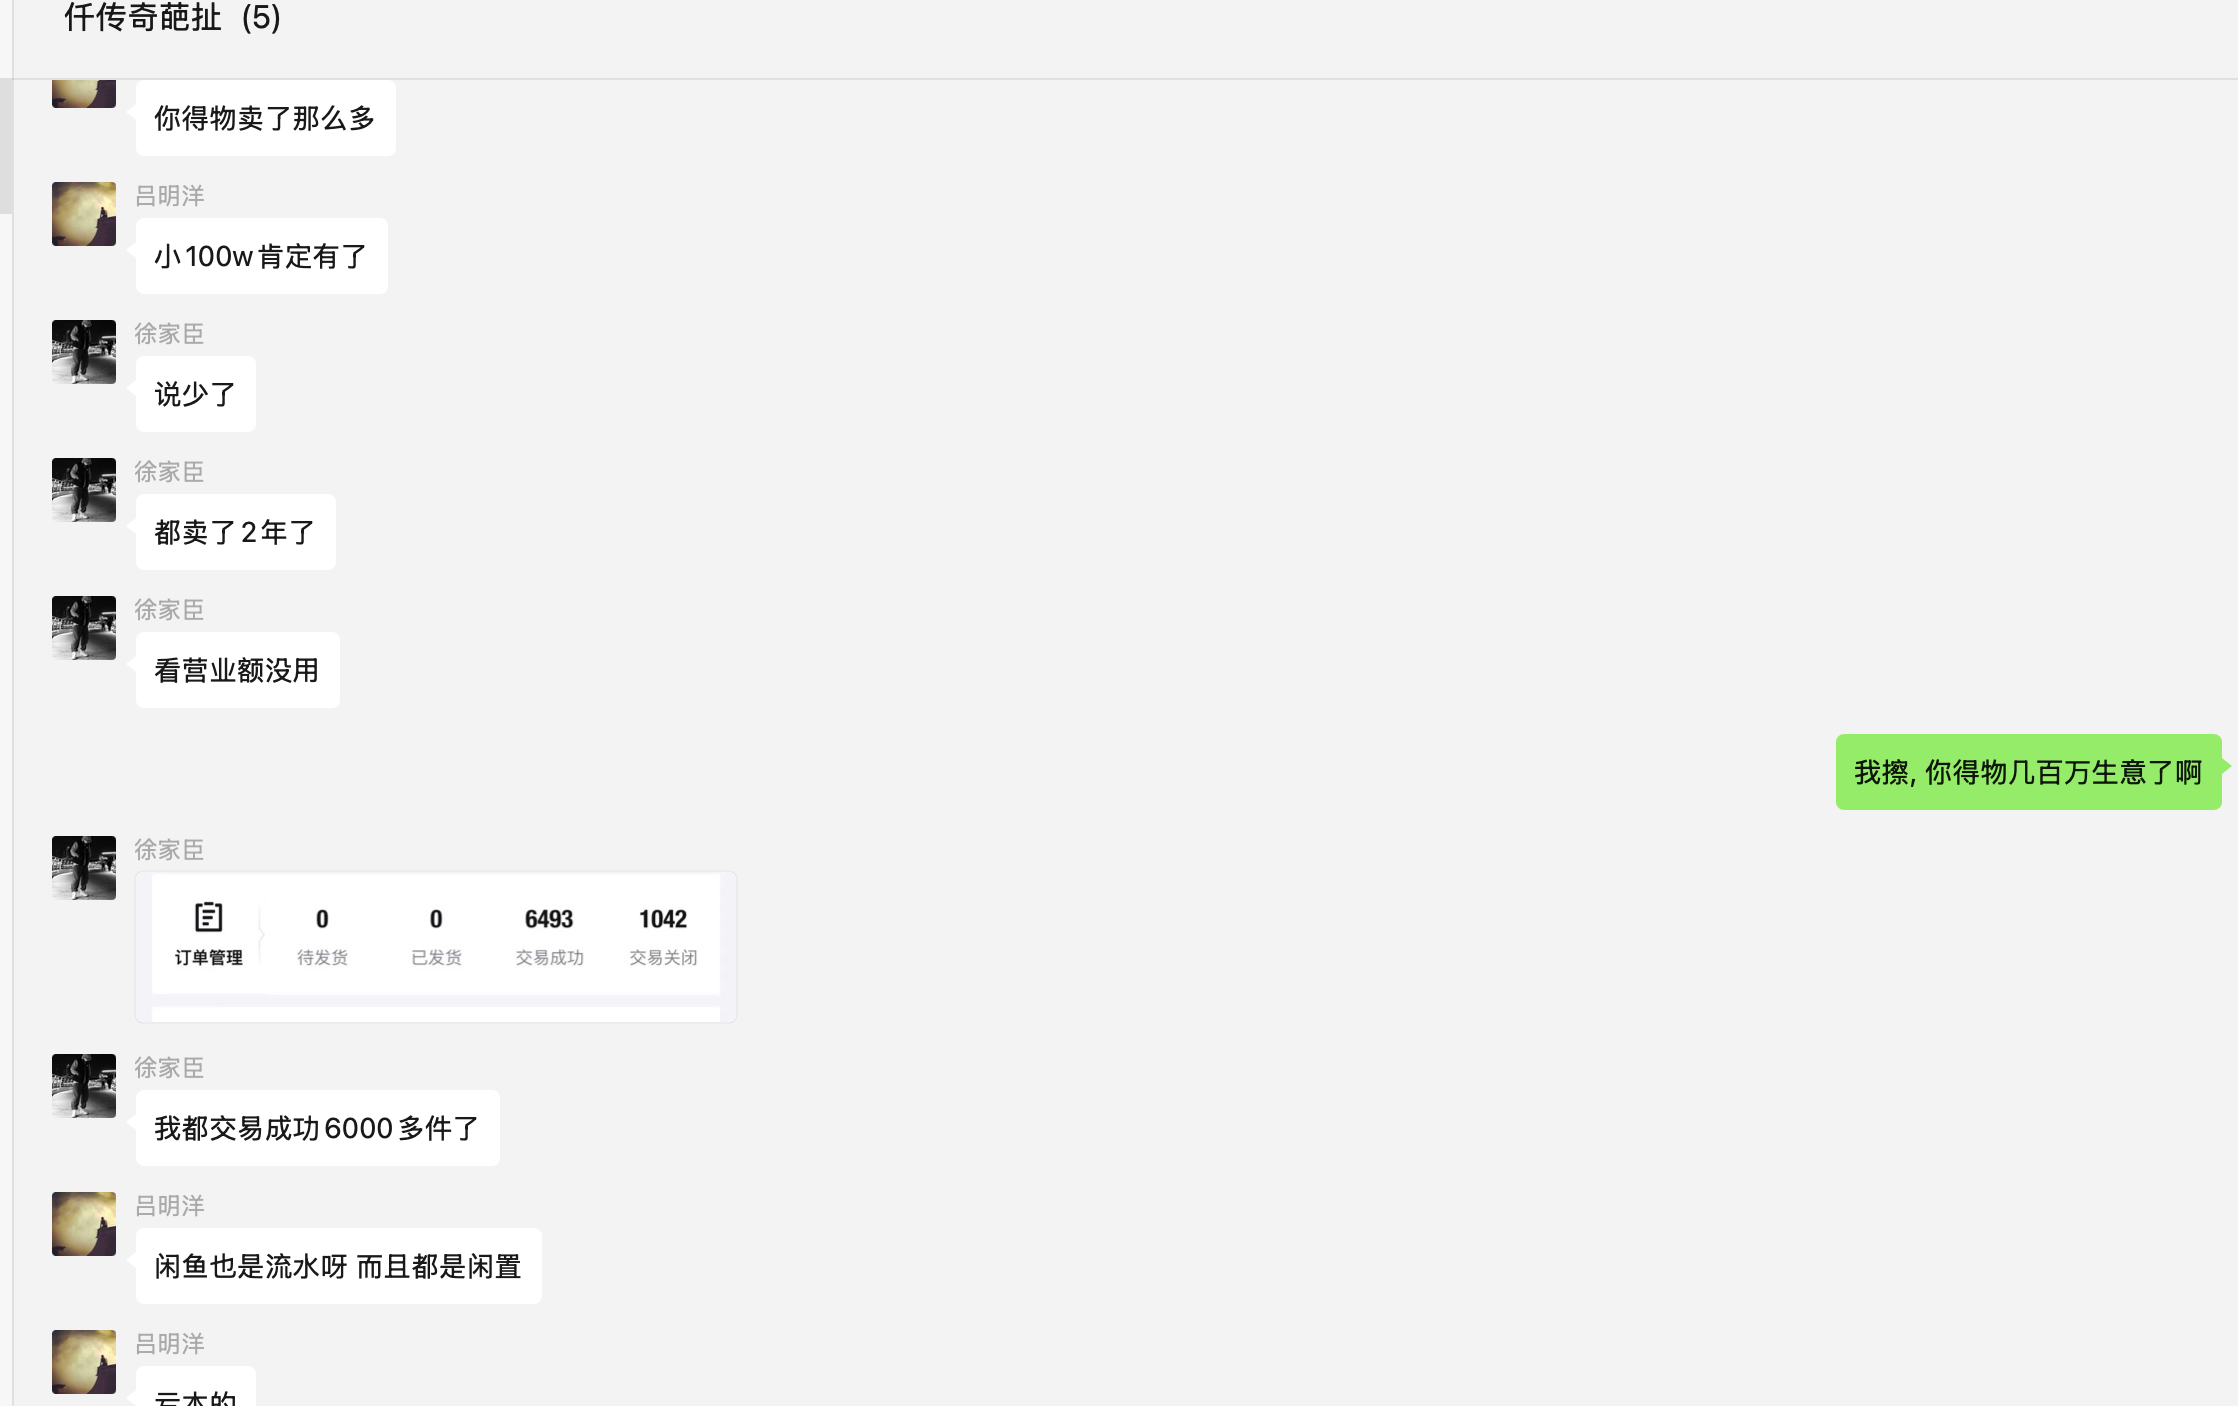 仟传奇葩扯 (5)
你得物卖了那么多
吕明洋
小100w肯定有了
徐家臣
说少了
徐家臣
都卖了2年了
徐家臣
看营业额没用
我擦, 你得物几百万生意了啊
徐家臣
0 0 6493 1042
订单管理 待发货 已发货 交易成功 交易关闭
徐家臣
我都交易成功6000多件了
吕明洋
闲鱼也是流水呀 而且都是闲置
吕明洋
亏本的